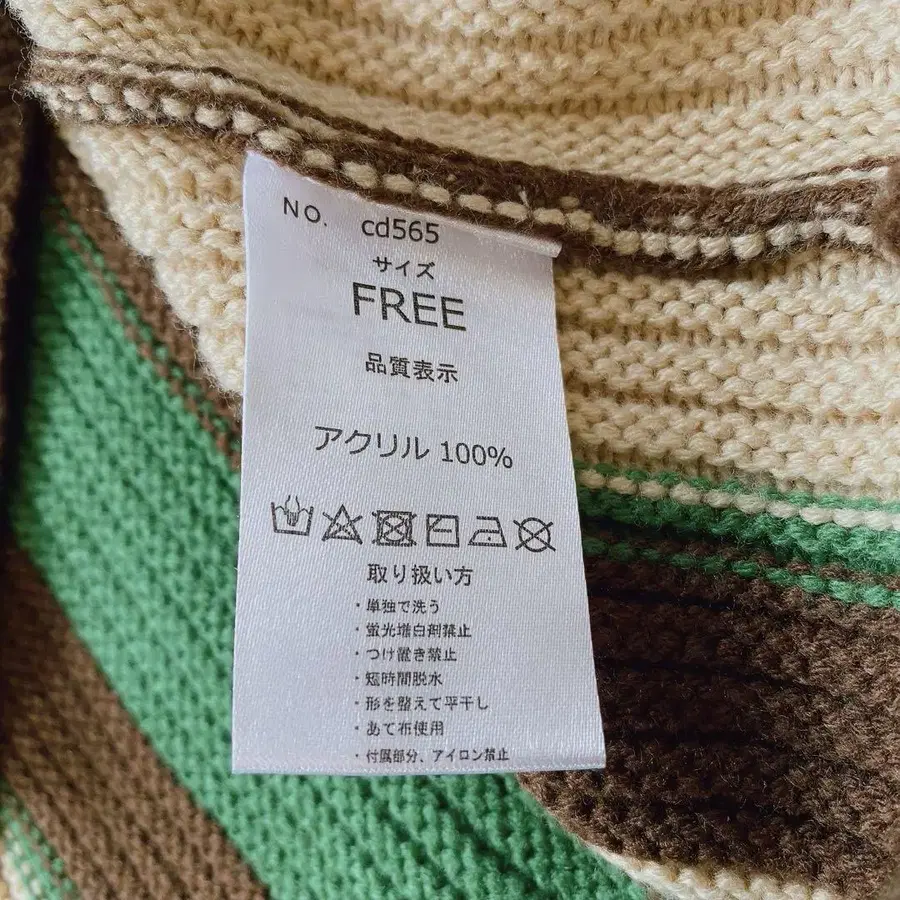 NO. cd565
サイズ
FREE
品質表示
アクリル 100%
取り扱い方
・単独で洗う
・蛍光増白剤禁止
・つけ置き禁止
・短時間脱水
・形を整えて平干し
・あて布使用
・付属部分、アイロン禁止